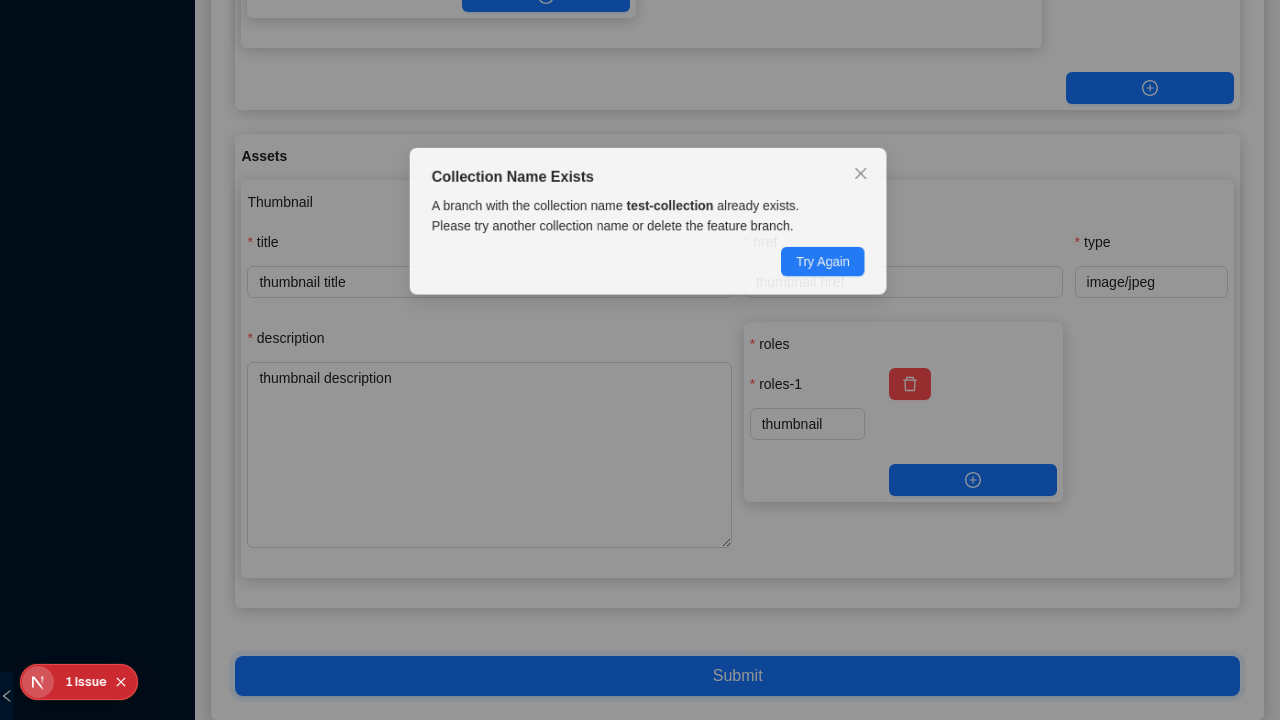 Assets
Collection Name Exists
A branch with the collection name test-collection already exists.
Please try another collection name or delete the feature branch.
Try Again
Thumbnail
* title
* href
* type
thumbnail title
thumbnail href
image/jpeg
* description
* roles
thumbnail description
* roles-1
thumbnail
Submit
N
1 Issue